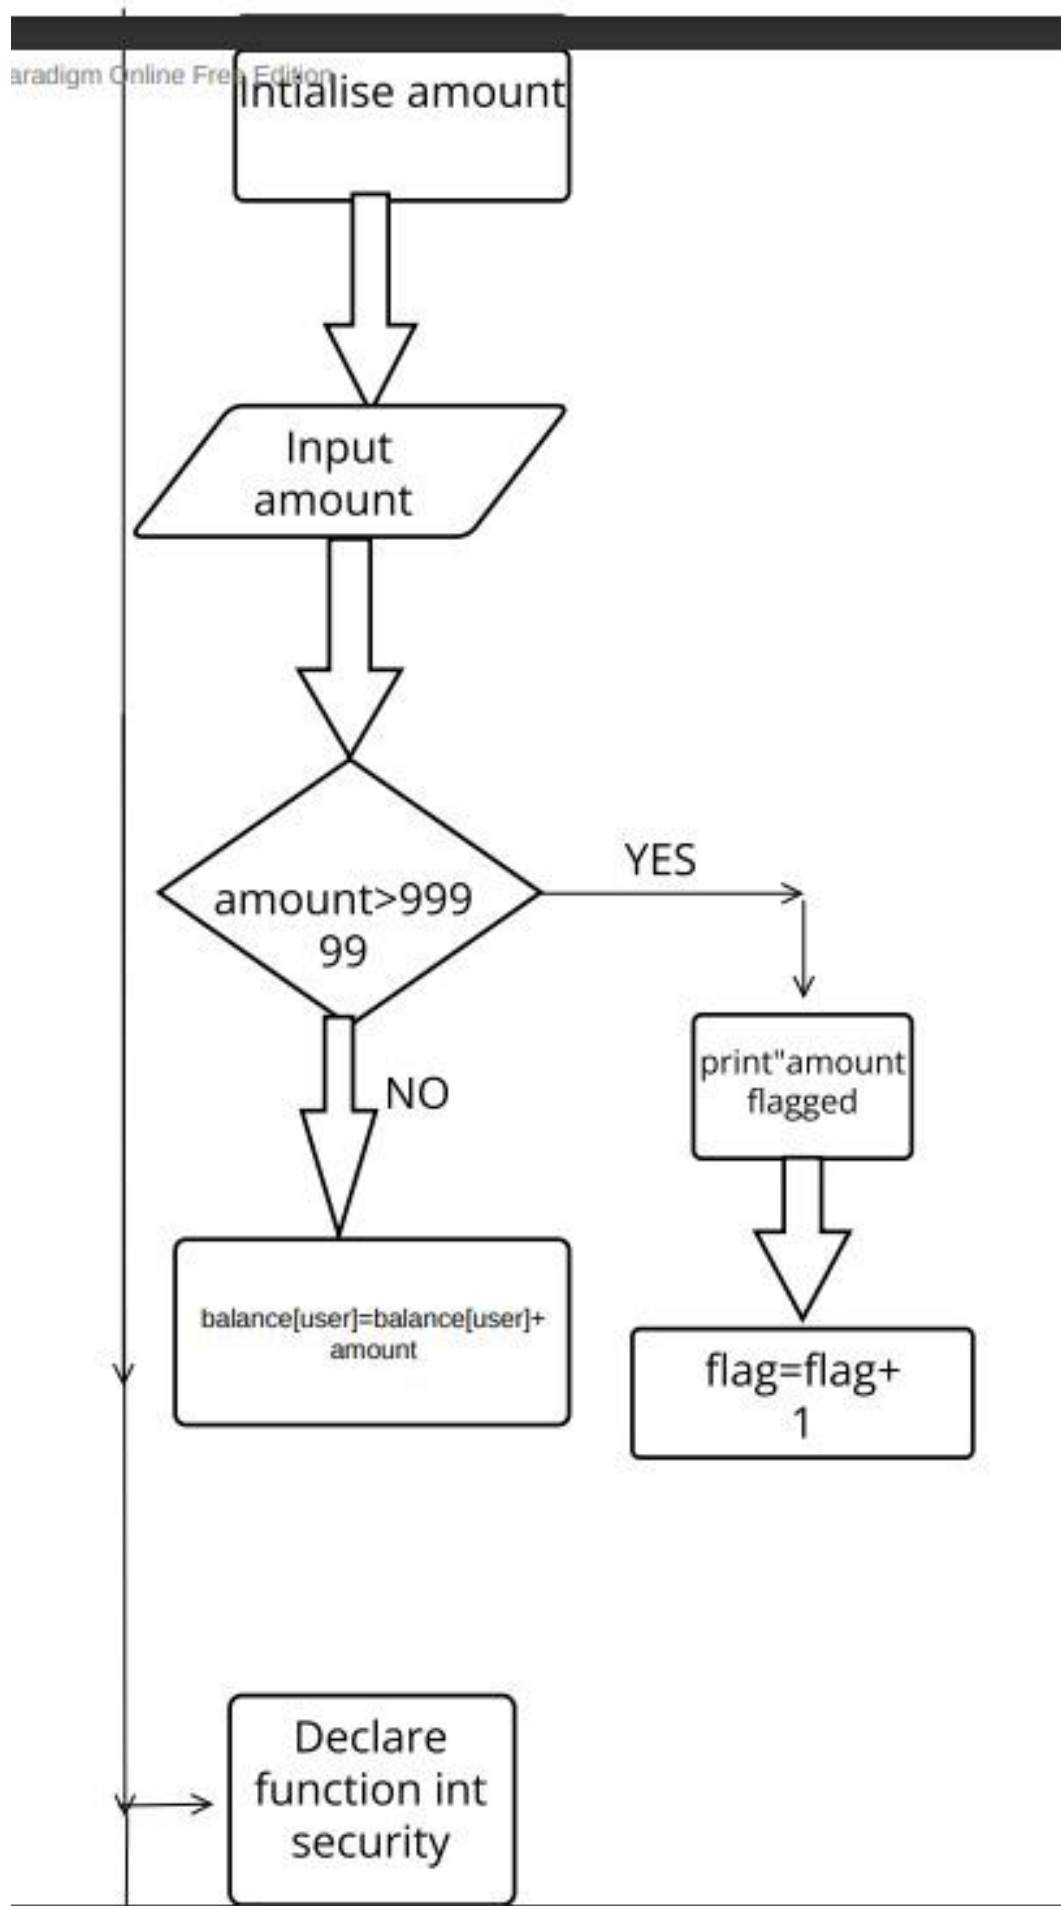 aradigm Online Free Edition
Intialise amount
Input
amount
amount>999
99
YES
NO
print"amount
flagged
balance[user]=balance[user]+
amount
flag=flag+
1
Declare
function int
security